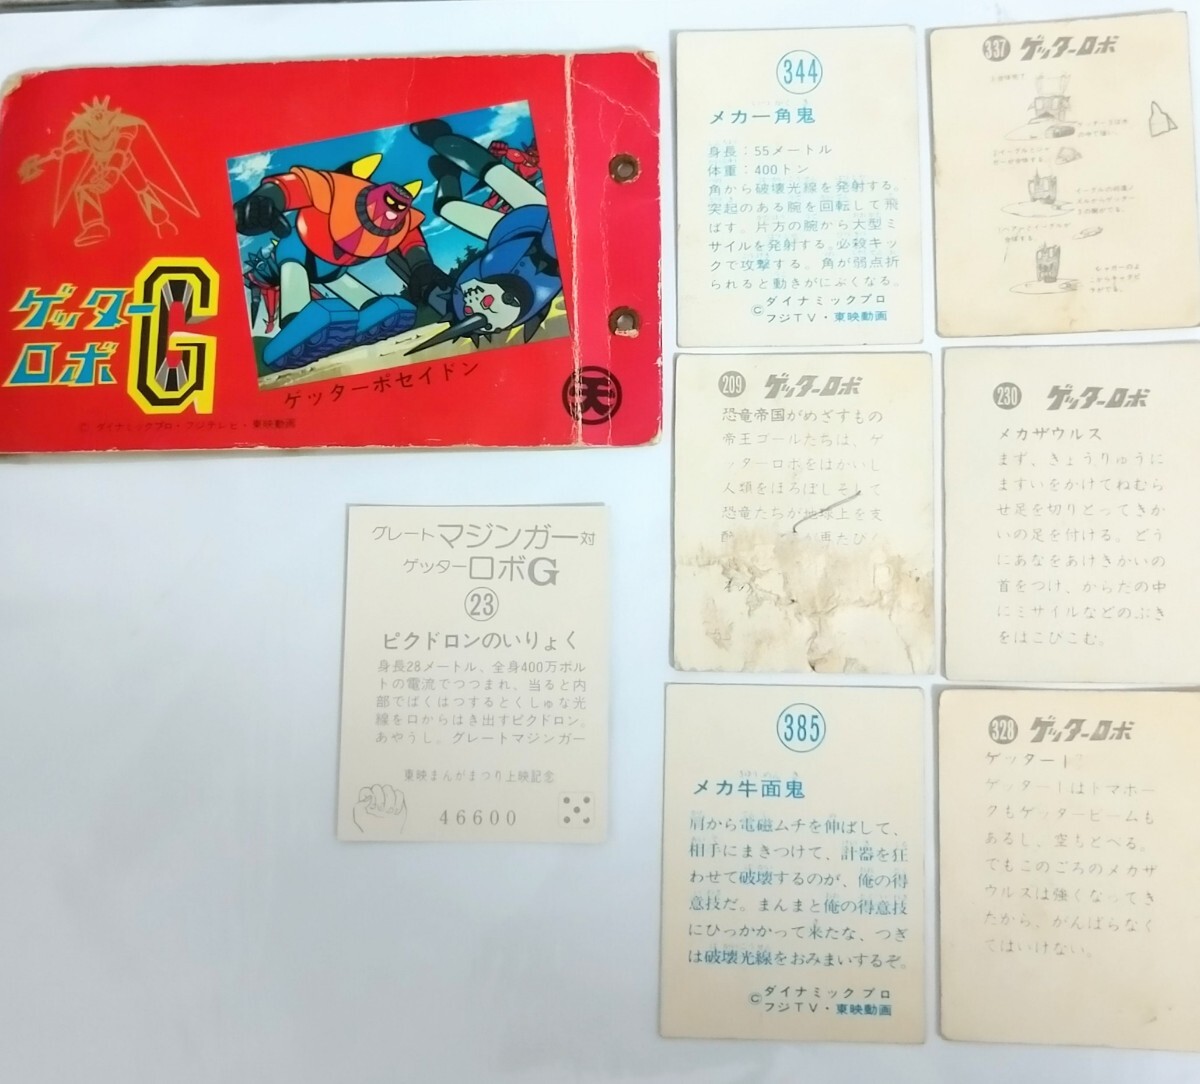 ゲッター
ロボG
ゲッターポセイドン
天
C ダイナミックプロ・フジテレビ・東映動画
344
メカ一角鬼
身長：55メートル
体重：400トン
角から破壊光線を発射する。
突起のある腕を回転して飛
ばす。片方の腕から大型ミ
サイルを発射する。必殺キッ
クで攻撃する。角が弱点折
られると動きがにぶくなる。
Ⓒダイナミックプロ
フジTV・東映動画
337 ゲッターロボ
209 ゲッターロボ
恐竜帝国がめざすもの
帝王ゴールたちは、ゲ
ッターロボをはかいし
人類をほろぼしそして
恐竜たちが地球上を支
が再たびく
230 ゲッターロボ
メカザウルス
まず、きょうりゅうに
ますいをかけてねむら
せ足を切りとってきか
いの足を付ける。どう
にあなをあけきかいの
首をつけ、からだの中
にミサイルなどのぶき
をはこびこむ。
グレートマジンガー対
ゲッターロボG
23
ピクドロンのいりょく
身長28メートル、全身400万ボル
トの電流でつつまれ、当ると内
部でばくはつするとくしゅな光
線を口からはき出すピクドロン。
あやうし、グレートマジンガー
東映まんがまつり上映記念
46600
385
メカ牛面鬼
肩から電磁ムチを伸ばして、
相手にまきつけて、計器を狂
わせて破壊するのが、俺の得
意技だ。まんまと俺の得意技
にひっかかって来たな、つぎ
は破壊光線をおみまいするぞ。
Ⓒダイナミックプロ
フジTV・東映動画
328 ゲッターロボ
ゲッター1
ゲッター1はトマホー
クもゲッタービームも
あるし、空もとべる。
でもこのごろのメカザ
ウルスは強くなってき
たから、がんばらなく
てはいけない。